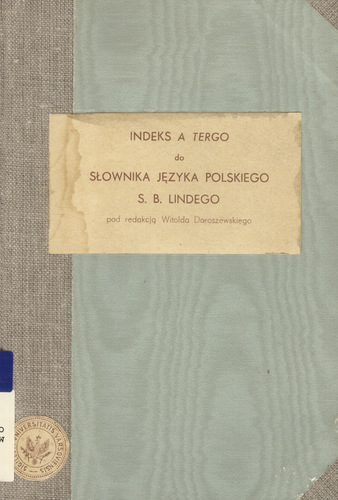 INDEKS A TERGO
do
SŁOWNIKA JĘZYKA POLSKIEGO
S. B. LINDEGO
pod redakcją Witolda Doroszewskiego